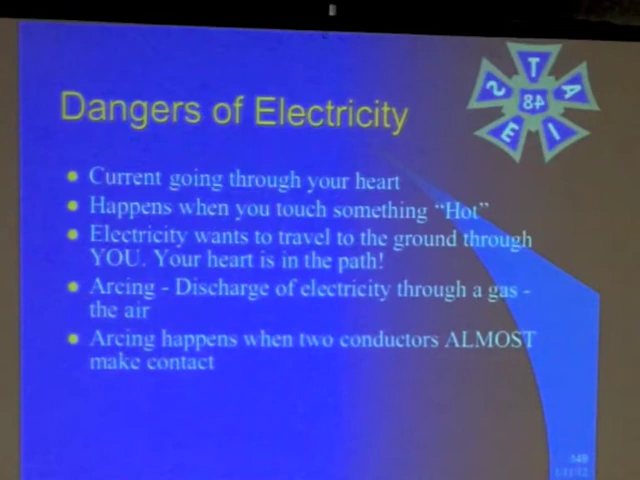 Dangers of Electricity
T
S
A
48
E
I
Current going through your heart
Happens when you touch something “Hot”
Electricity wants to travel to the ground through
YOU. Your heart is in the path!
Arcing - Discharge of electricity through a gas -
the air
Arcing happens when two conductors ALMOST
make contact